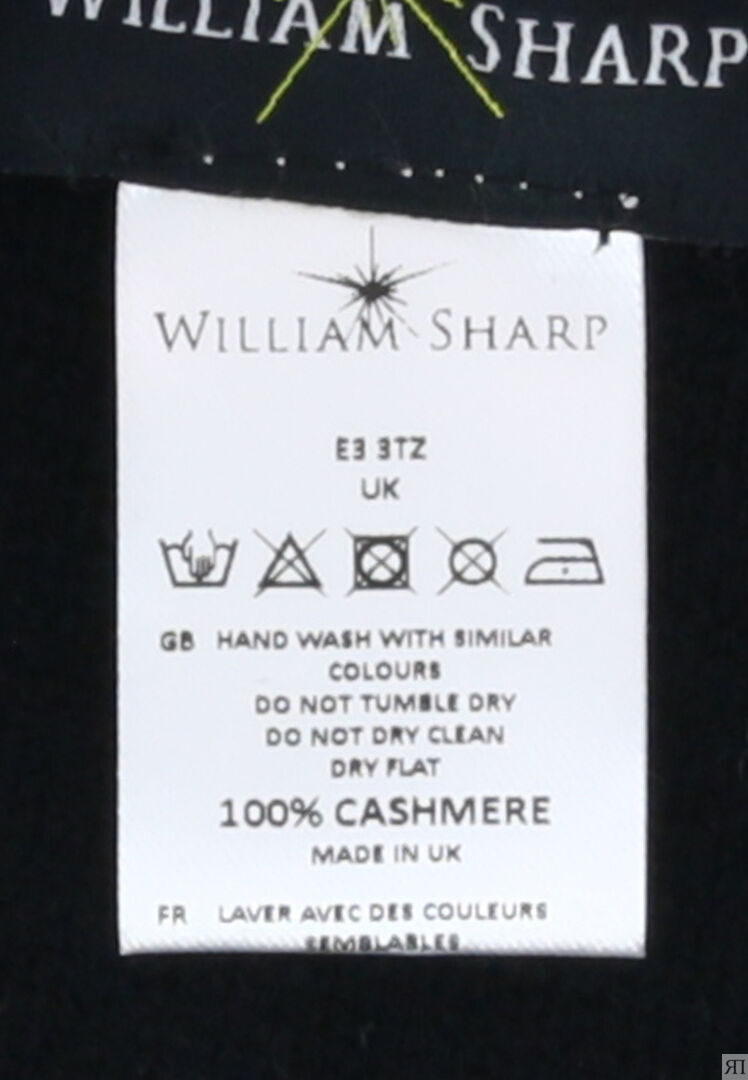 WILLIAM SHARP
WILLIAM SHARP
E3 3TZ
UK
GB HAND WASH WITH SIMILAR
COLOURS
DO NOT TUMBLE DRY
DO NOT DRY CLEAN
DRY FLAT
100% CASHMERE
MADE IN UK
FR LAVER AVEC DES COULEURS
SEMBLABLES
ЯL